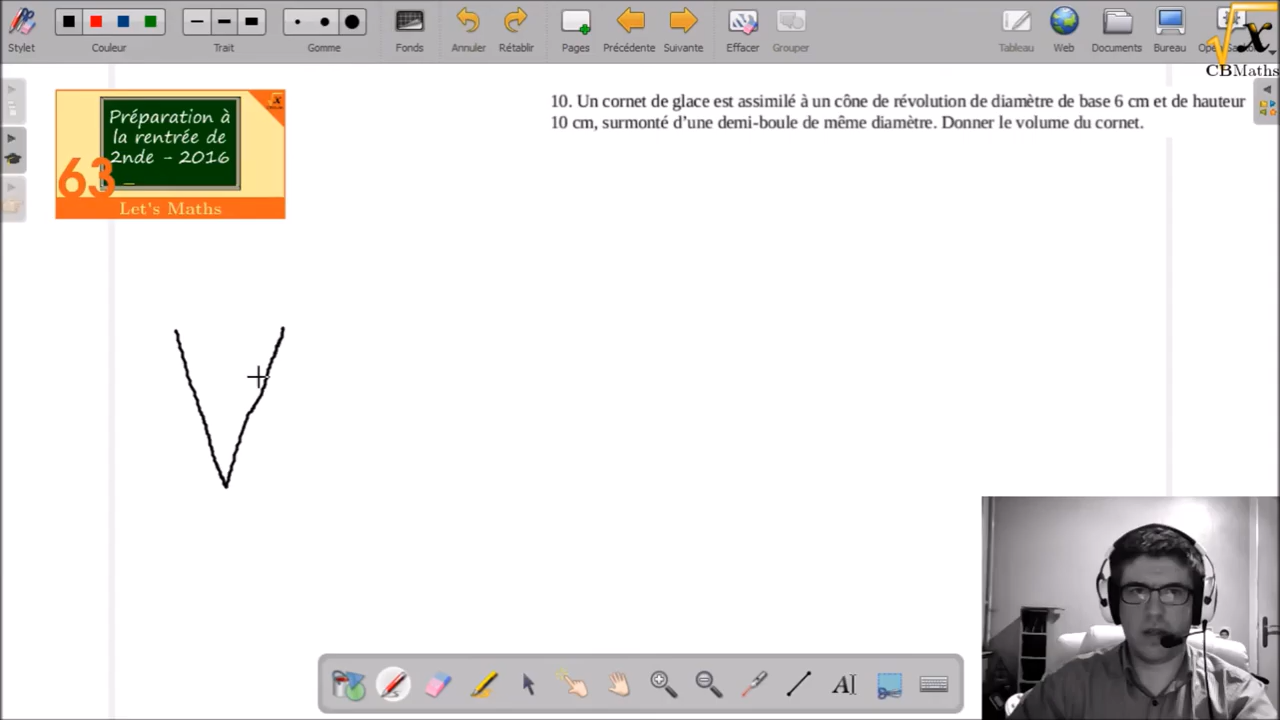 Stylet
Couleur
Trait
Gomme
Fonds
Annuler
Rétablir
Pages
Précédente
Suivante
Effacer
Grouper
Tableau
Web
Documents
Bureau
x
CBMaths
Préparation à
la rentrée de
2nde - 2016
63
Let's Maths
10. Un cornet de glace est assimilé à un cône de révolution de diamètre de base 6 cm et de hauteur
10 cm, surmonté d'une demi-boule de même diamètre. Donner le volume du cornet.
AI